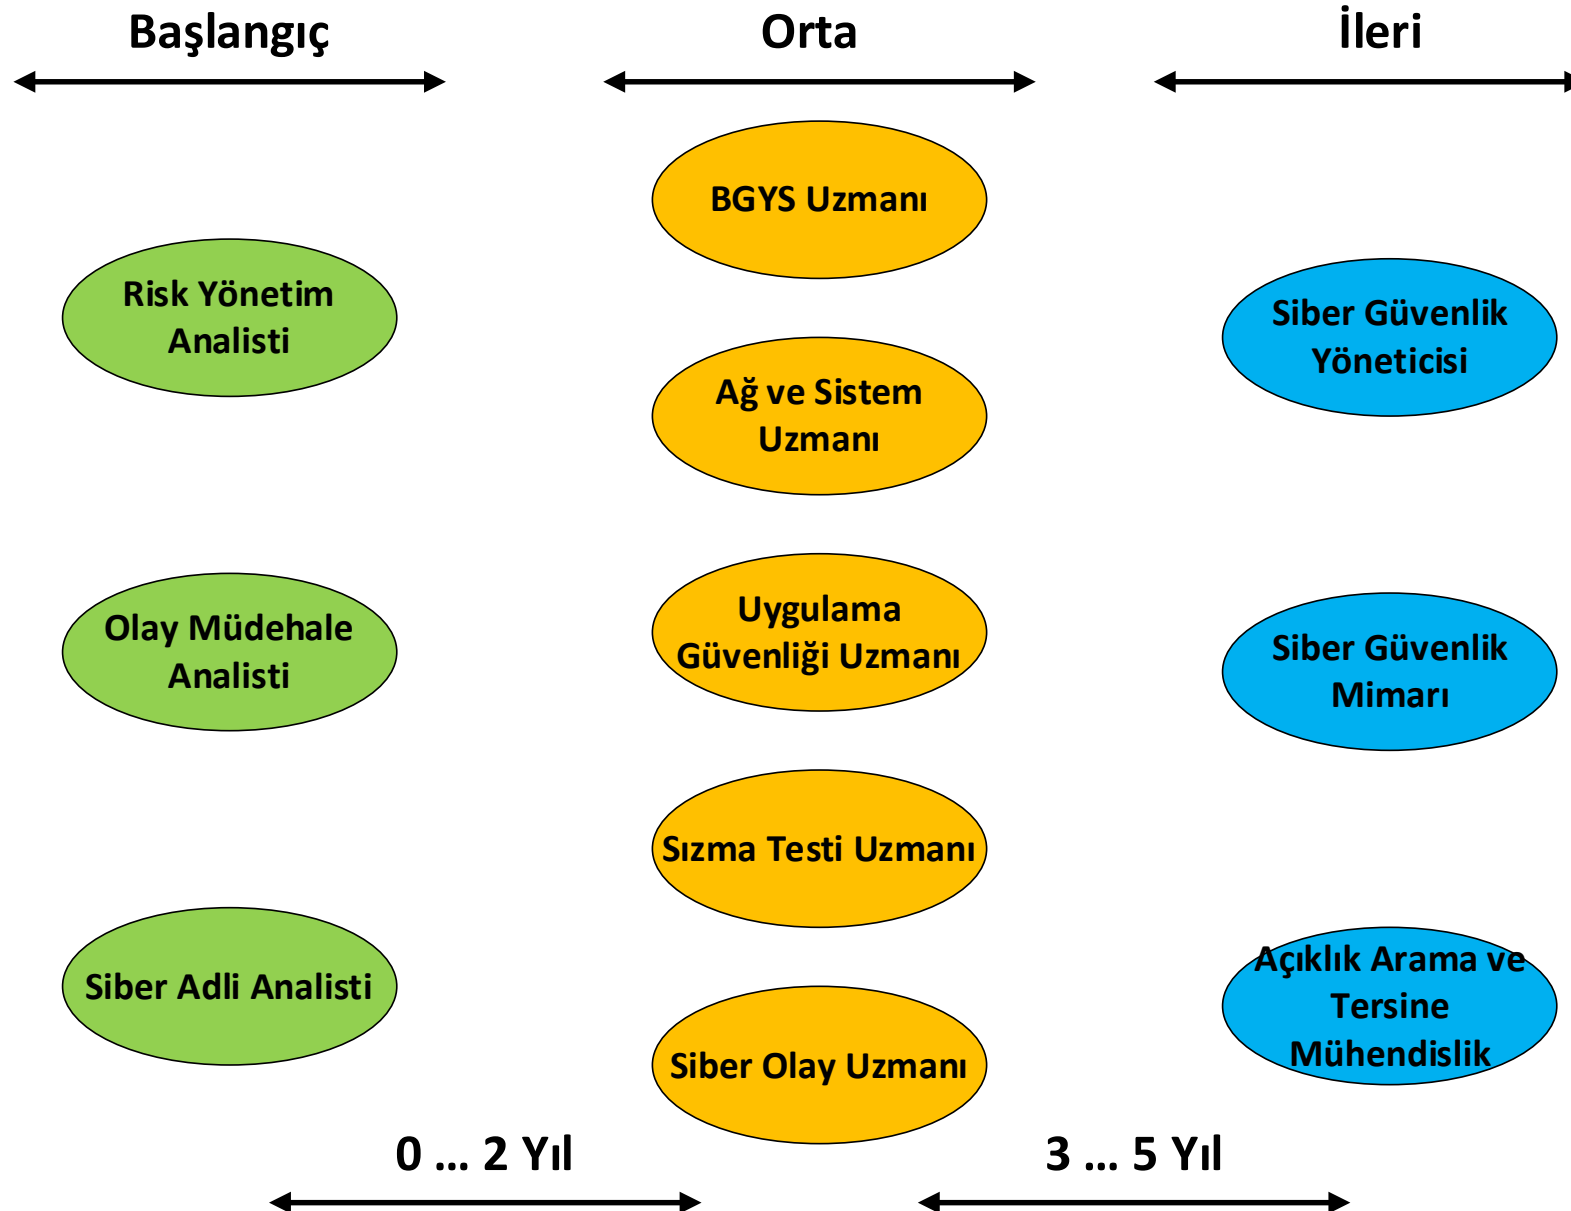 Başlangıç
Orta
İleri
BGYS Uzmanı
Risk Yönetim
Analisti
Siber Güvenlik
Yöneticisi
Ağ ve Sistem
Uzmanı
Olay Müdehale
Analisti
Uygulama
Güvenliği Uzmanı
Siber Güvenlik
Mimarı
Sızma Testi Uzmanı
Siber Adli Analisti
Açıklık Arama ve
Tersine
Mühendislik
Siber Olay Uzmanı
0 ... 2 Yıl
3 ... 5 Yıl